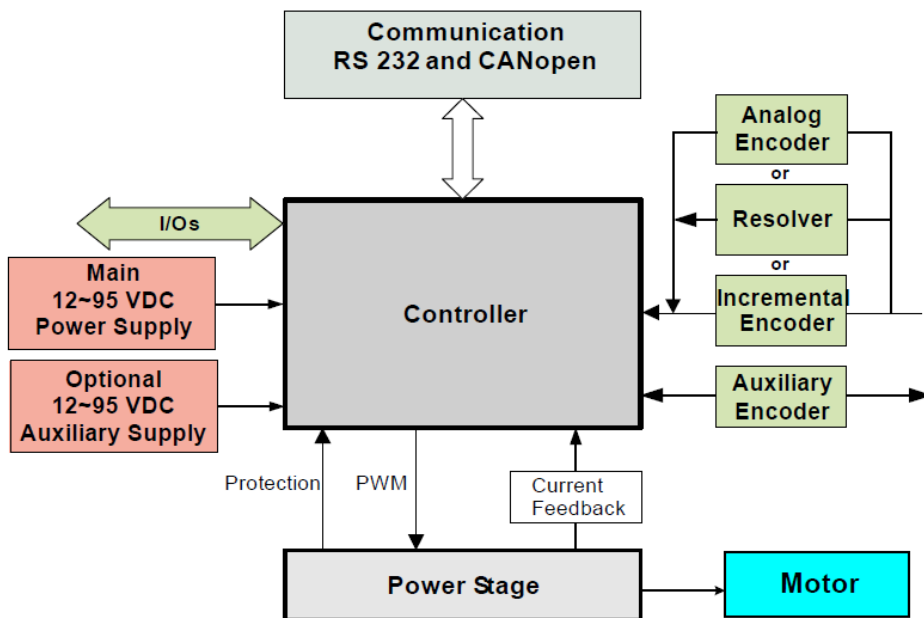 Communication
RS 232 and CANopen
Analog
Encoder
or
Resolver
or
Incremental
Encoder
Auxiliary
Encoder
I/Os
Main
12~95 VDC
Power Supply
Optional
12~95 VDC
Auxiliary Supply
Controller
Protection
PWM
Current
Feedback
Power Stage
Motor